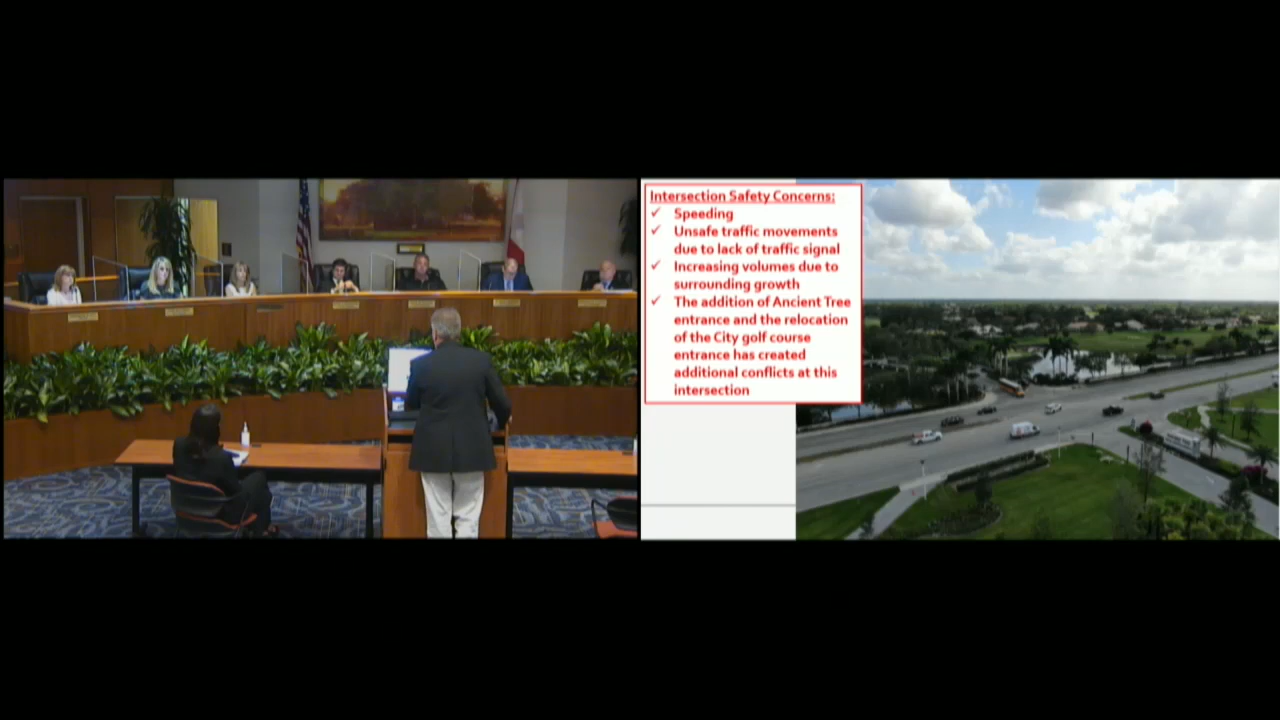 Intersection Safety Concerns:
✓ Speeding
✓ Unsafe traffic movements
due to lack of traffic signal
✓ Increasing volumes due to
surrounding growth
✓ The addition of Ancient Tree
entrance and the relocation
of the City golf course
entrance has created
additional conflicts at this
intersection